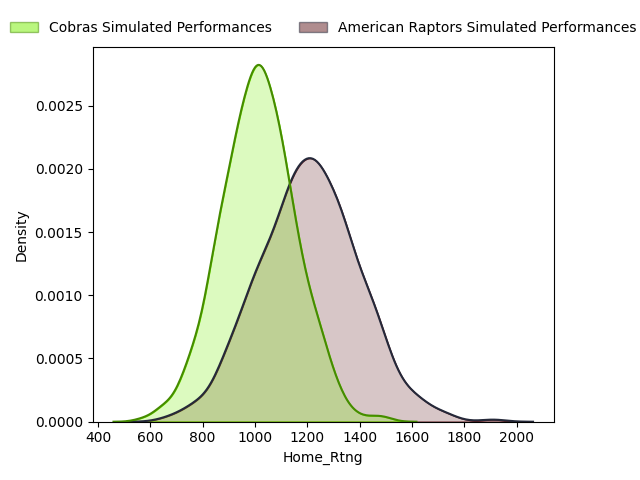 Cobras Simulated Performances American Raptors Simulated Performances
0.0025
0.0020
0.0015
0.0010
0.0005
0.0000
Density
400 600 800 1000 1200 1400 1600 1800 2000
Home_Rtng